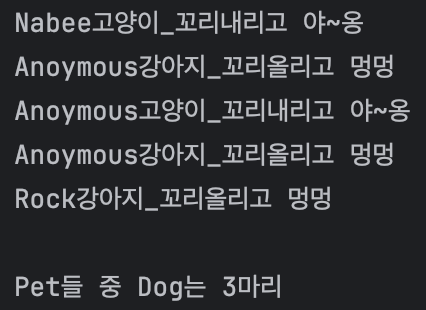 Nabee고양이_꼬리내리고 야~옹
Anoymous강아지_꼬리올리고 멍멍
Anoymous고양이_꼬리내리고 야~옹
Anoymous강아지_꼬리올리고 멍멍
Rock강아지_꼬리올리고 멍멍
Pet들 중 Dog는 3마리